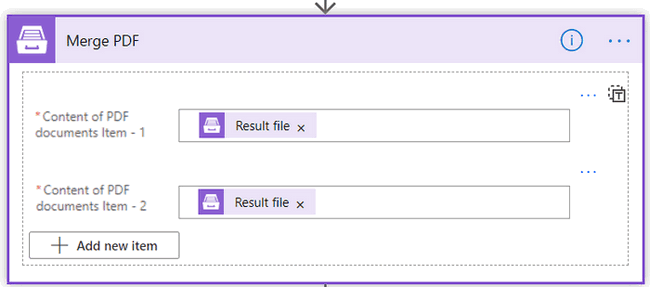 Merge PDF
* Content of PDF
documents Item - 1
Result file ×
* Content of PDF
documents Item - 2
Result file ×
+ Add new item